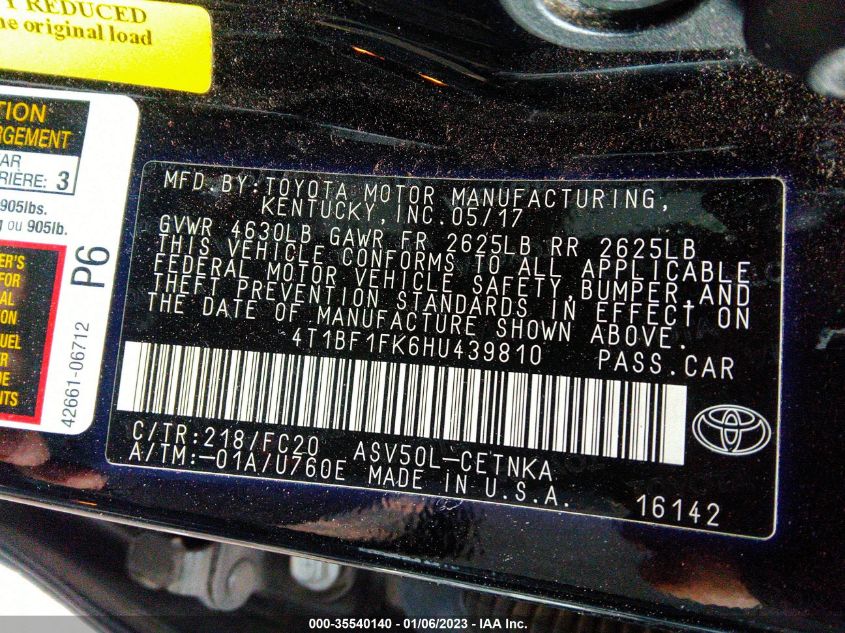 REDUCED
the original load
RGEMENT
AR
RIÈRE: 3
905lbs.
ou 905lb.
P6
42661-06712
MFD. BY: TOYOTA MOTOR MANUFACTURING,
KENTUCKY, INC. 05/17
GVWR 4630LB GAWR FR 2625LB RR 2625LB
THIS VEHICLE CONFORMS TO ALL APPLICABLE
FEDERAL MOTOR VEHICLE SAFETY, BUMPER, AND
THEFT PREVENTION STANDARDS IN EFFECT ON
THE DATE OF MANUFACTURE SHOWN ABOVE.
4T1BF1FK6HU439810 PASS. CAR
C/TR: 218/FC20 ASV50L-CETNKA
A/TM: -01A/U760E MADE IN U.S.A.
16142
000-35540140 - 01/06/2023 - IAA Inc.